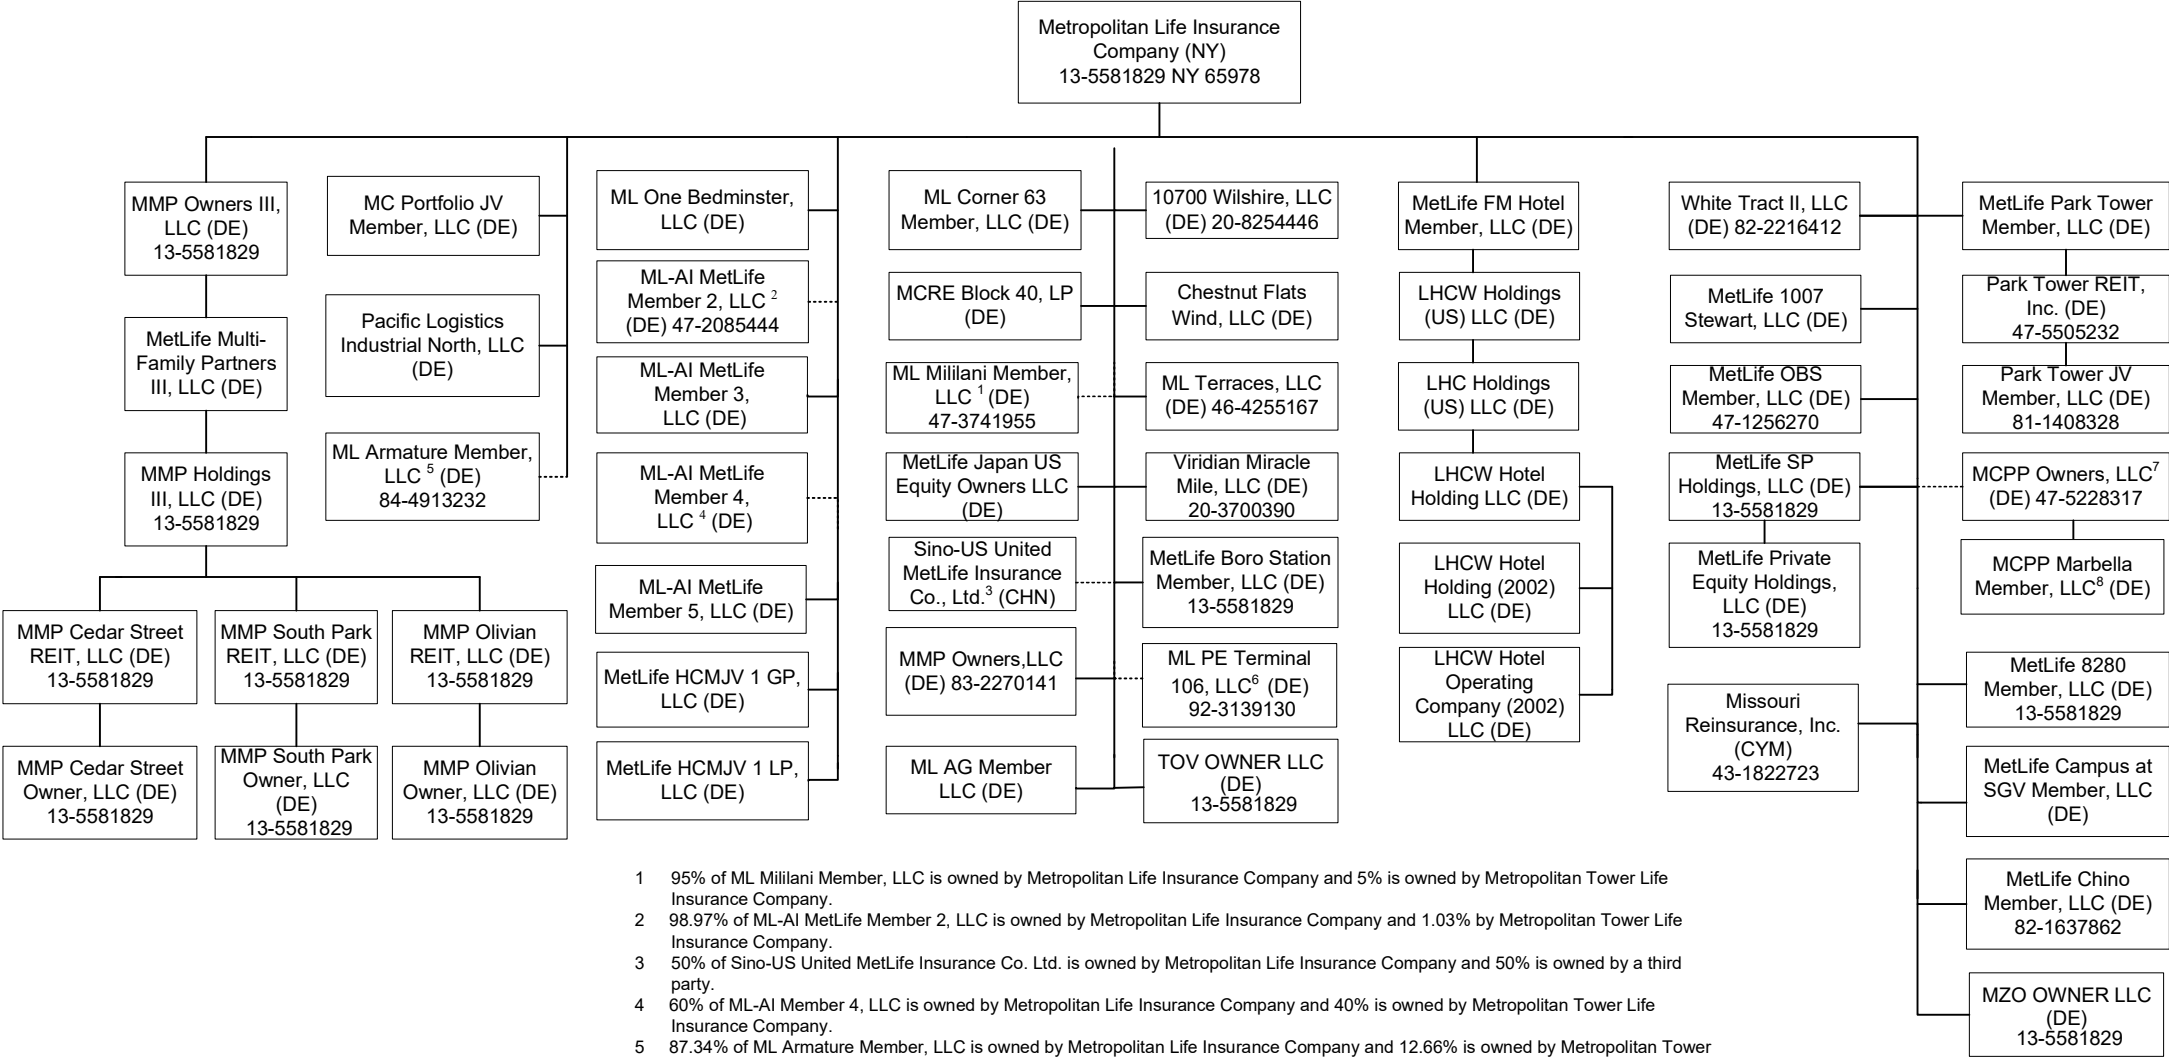 Metropolitan Life Insurance
Company (NY)
13-5581829 NY 65978
MMP Owners III,
LLC (DE)
13-5581829
MetLife Multi-
Family Partners
III, LLC (DE)
MMP Holdings
III, LLC (DE)
13-5581829
MMP Cedar Street
REIT, LLC (DE)
13-5581829
MMP South Park
REIT, LLC (DE)
13-5581829
MMP Olivian
REIT, LLC (DE)
13-5581829
MMP Cedar Street
Owner, LLC (DE)
13-5581829
MMP South Park
Owner, LLC
(DE)
13-5581829
MMP Olivian
Owner, LLC (DE)
13-5581829
MC Portfolio JV
Member, LLC (DE)
Pacific Logistics
Industrial North, LLC
(DE)
ML Armature Member,
LLC 5 (DE)
84-4913232
ML One Bedminster,
LLC (DE)
ML-AI MetLife
Member 2, LLC 2
(DE) 47-2085444
ML-AI MetLife
Member 3,
LLC (DE)
ML-AI MetLife
Member 4,
LLC 4 (DE)
ML-AI MetLife
Member 5, LLC (DE)
MetLife HCMJV 1 GP,
LLC (DE)
MetLife HCMJV 1 LP,
LLC (DE)
ML Corner 63
Member, LLC (DE)
MCRE Block 40, LP
(DE)
ML Mililani Member,
LLC 1 (DE)
47-3741955
MetLife Japan US
Equity Owners LLC
(DE)
Sino-US United
MetLife Insurance
Co., Ltd.3 (CHN)
MMP Owners,LLC
(DE) 83-2270141
ML AG Member
LLC (DE)
10700 Wilshire, LLC
(DE) 20-8254446
Chestnut Flats
Wind, LLC (DE)
ML Terraces, LLC
(DE) 46-4255167
Viridian Miracle
Mile, LLC (DE)
20-3700390
MetLife Boro Station
Member, LLC (DE)
13-5581829
ML PE Terminal
106, LLC6 (DE)
92-3139130
TOV OWNER LLC
(DE)
13-5581829
MetLife FM Hotel
Member, LLC (DE)
LHCW Holdings
(US) LLC (DE)
LHC Holdings
(US) LLC (DE)
LHCW Hotel
Holding LLC (DE)
LHCW Hotel
Holding (2002)
LLC (DE)
LHCW Hotel
Operating
Company (2002)
LLC (DE)
White Tract II, LLC
(DE) 82-2216412
MetLife 1007
Stewart, LLC (DE)
MetLife OBS
Member, LLC (DE)
47-1256270
MetLife SP
Holdings, LLC (DE)
13-5581829
MetLife Private
Equity Holdings,
LLC (DE)
13-5581829
Missouri
Reinsurance, Inc.
(CYM)
43-1822723
MetLife Park Tower
Member, LLC (DE)
Park Tower REIT,
Inc. (DE)
47-5505232
Park Tower JV
Member, LLC (DE)
81-1408328
MCPP Owners, LLC7
(DE) 47-5228317
MCPP Marbella
Member, LLC8 (DE)
MetLife 8280
Member, LLC (DE)
13-5581829
MetLife Campus at
SGV Member, LLC
(DE)
MetLife Chino
Member, LLC (DE)
82-1637862
MZO OWNER LLC
(DE)
13-5581829
1 95% of ML Mililani Member, LLC is owned by Metropolitan Life Insurance Company and 5% is owned by Metropolitan Tower Life
Insurance Company.
2 98.97% of ML-AI MetLife Member 2, LLC is owned by Metropolitan Life Insurance Company and 1.03% by Metropolitan Tower Life
Insurance Company.
3 50% of Sino-US United MetLife Insurance Co. Ltd. is owned by Metropolitan Life Insurance Company and 50% is owned by a third
party.
4 60% of ML-AI Member 4, LLC is owned by Metropolitan Life Insurance Company and 40% is owned by Metropolitan Tower Life
Insurance Company.
5 87.34% of ML Armature Member, LLC is owned by Metropolitan Life Insurance Company and 12.66% is owned by Metropolitan Tower